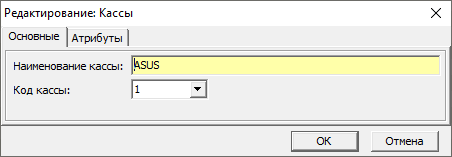 Редактирование: Кассы
Основные Атрибуты
Наименование кассы: ASUS
Код кассы: 1
OK Отмена